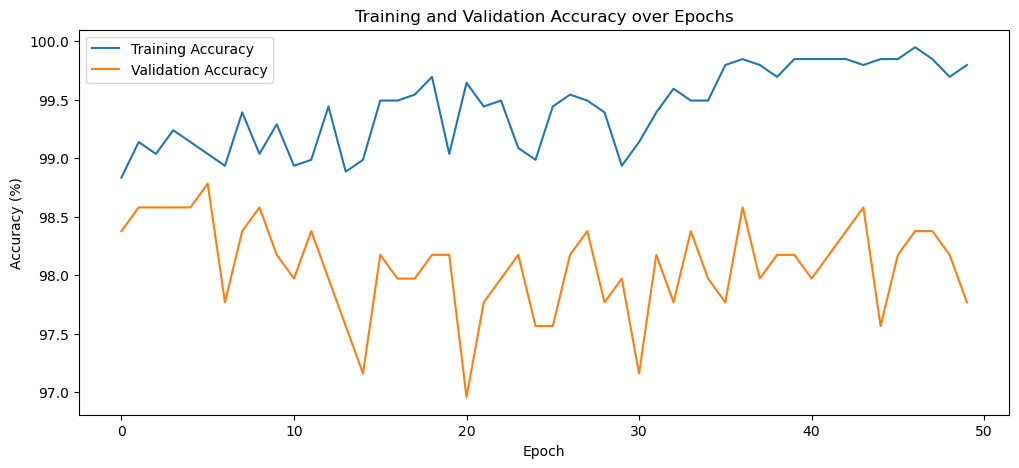 Training and Validation Accuracy over Epochs
Training Accuracy
Validation Accuracy
100.0
99.5
99.0
98.5
98.0
97.5
97.0
Accuracy (%)
0
10
20
30
40
50
Epoch